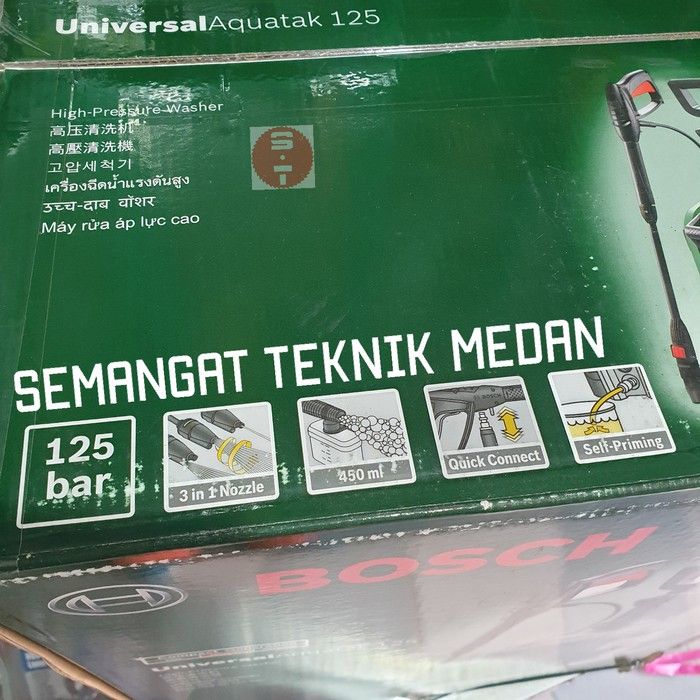 UniversalAquatak 125
High-Pressure Washer
高压清洗机
高壓清洗機
고압세척기
เครื่องฉีดน้ำแรงดันสูง
उच्च-दाब वॉशर
Máy rửa áp lực cao
S-T
SEMANGAT TEKNIK MEDAN
125
bar
3 in 1 Nozzle
450 ml
BOSCH
Quick Connect
Self-Priming
BOSCH